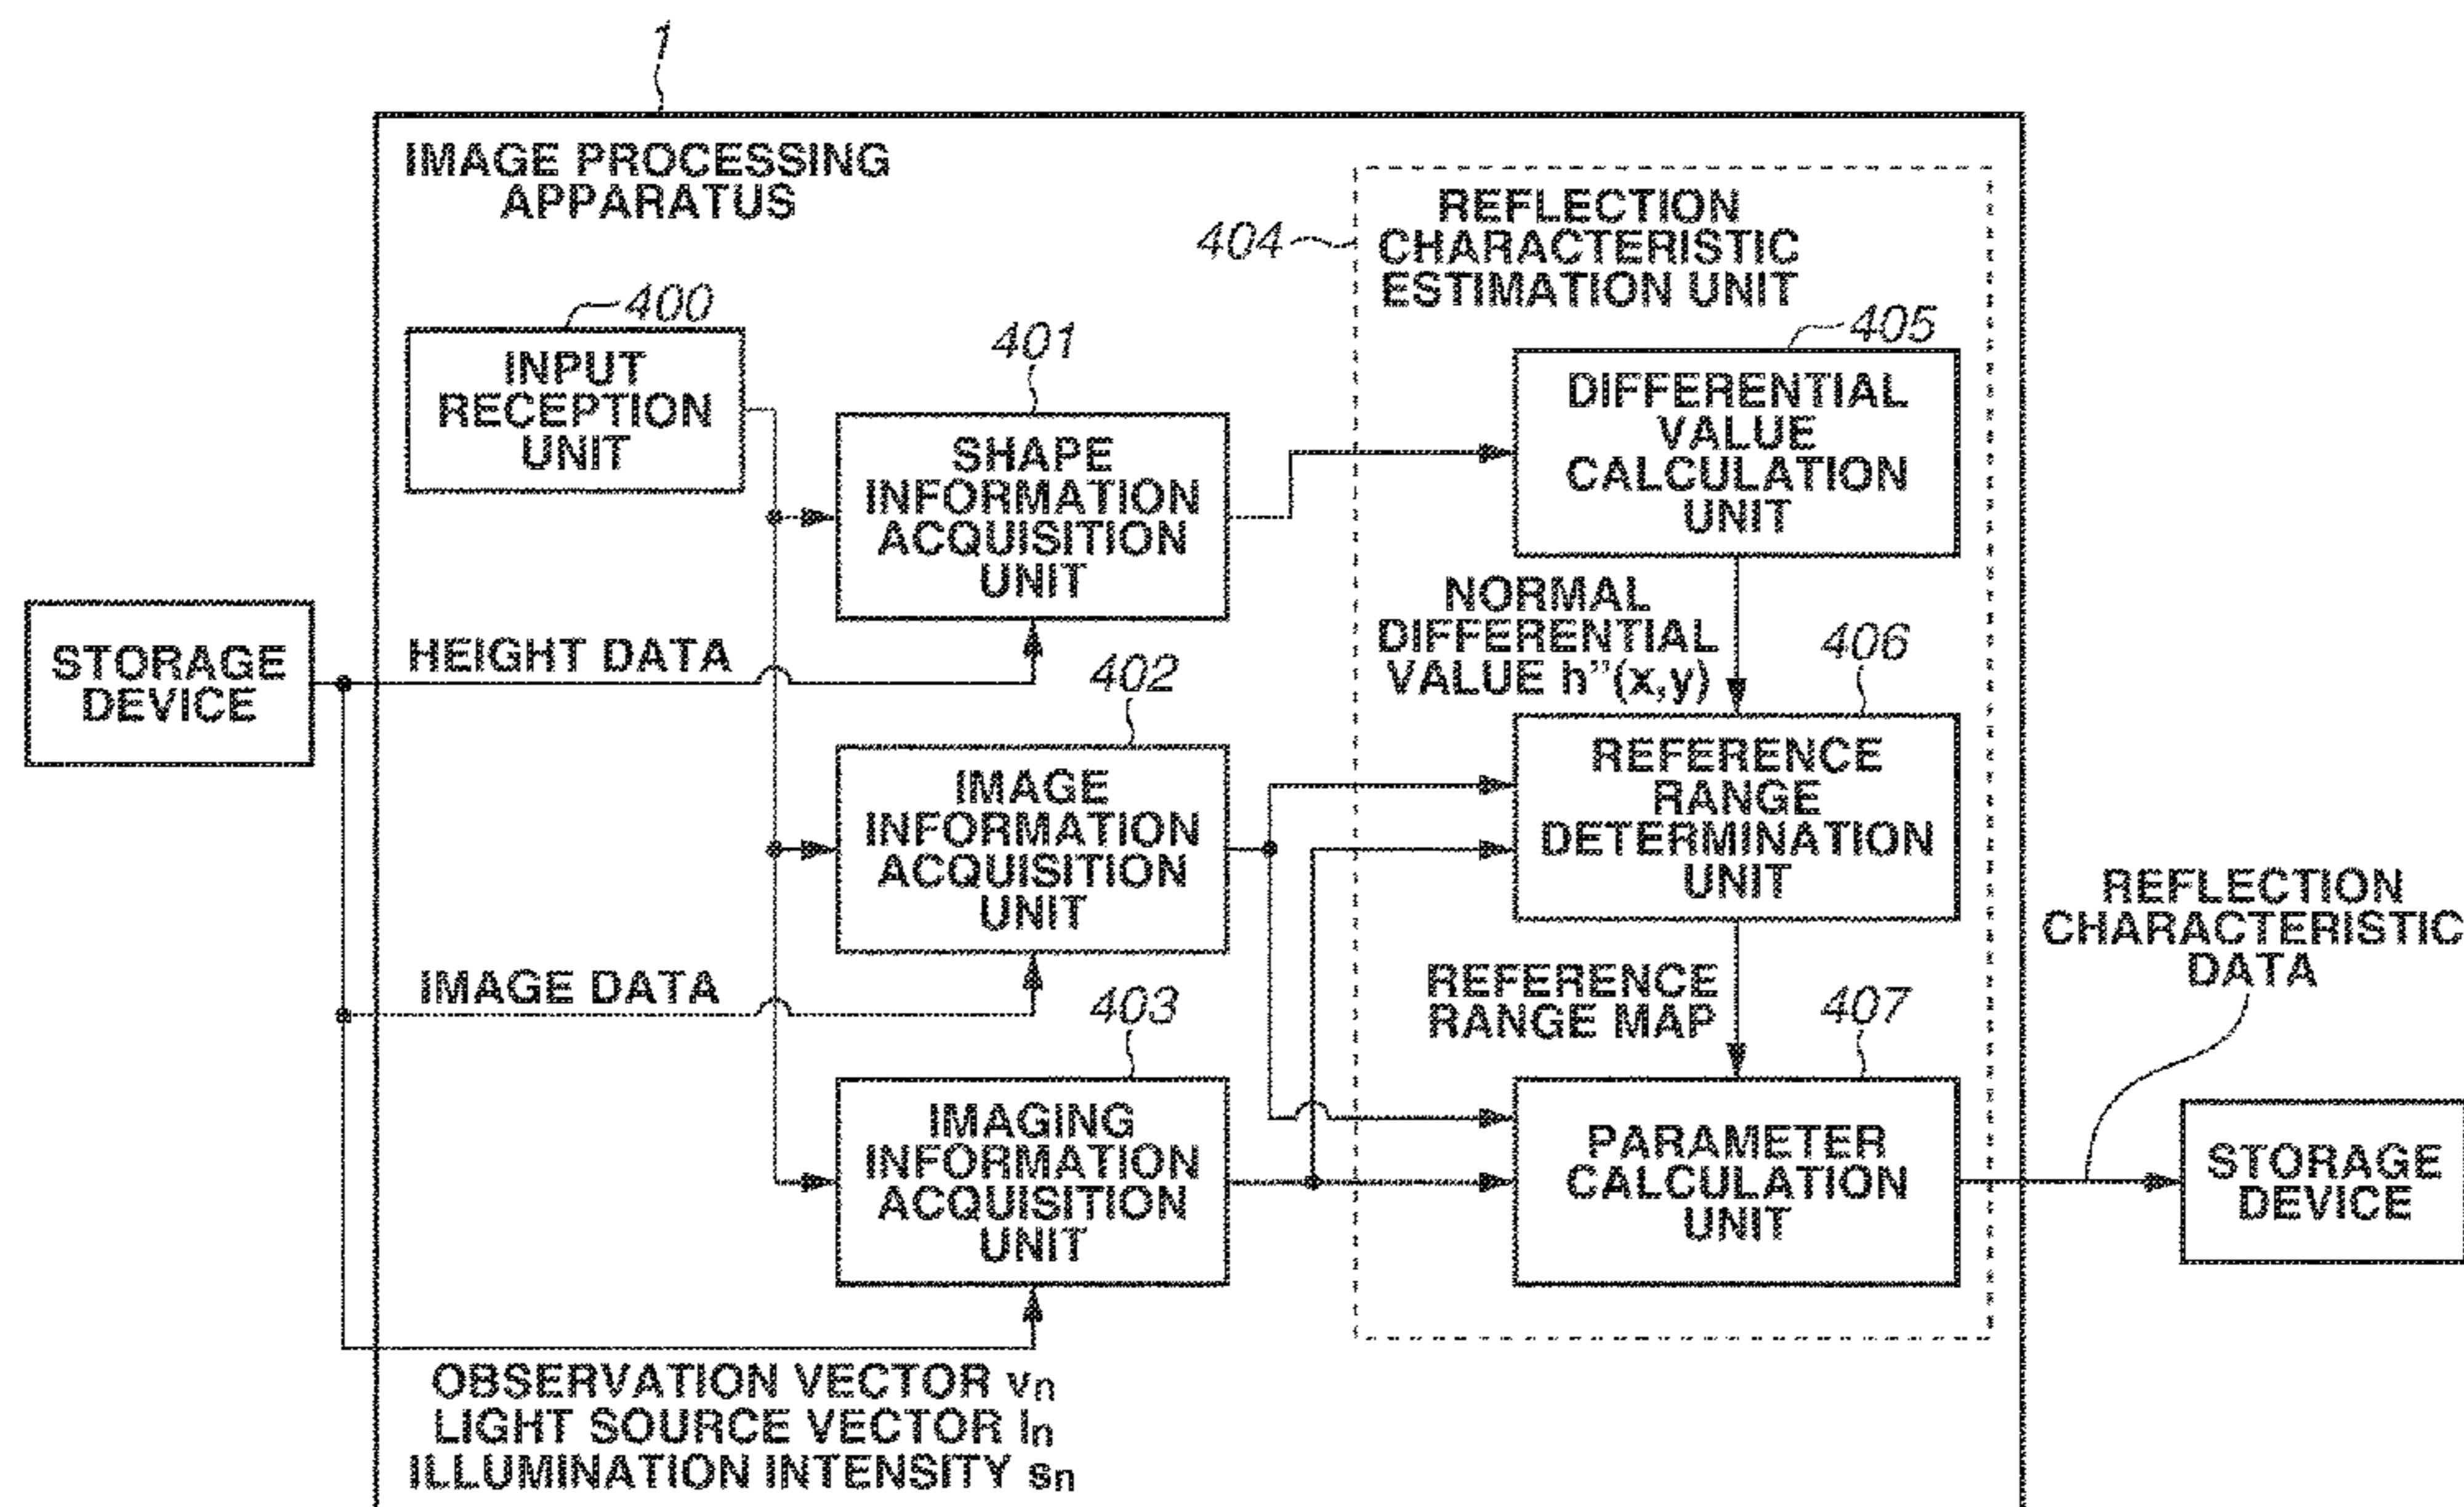 1
IMAGE PROCESSING
APPARATUS
404
REFLECTION
CHARACTERISTIC
ESTIMATION UNIT
400
INPUT
RECEPTION
UNIT
401
SHAPE
INFORMATION
ACQUISITION
UNIT
405
DIFFERENTIAL
VALUE
CALCULATION
UNIT
STORAGE
DEVICE
HEIGHT DATA
NORMAL
DIFFERENTIAL
VALUE h''(x,y)
402
IMAGE
INFORMATION
ACQUISITION
UNIT
406
REFERENCE
RANGE
DETERMINATION
UNIT
IMAGE DATA
REFERENCE
RANGE MAP
403
IMAGING
INFORMATION
ACQUISITION
UNIT
407
PARAMETER
CALCULATION
UNIT
REFLECTION
CHARACTERISTIC
DATA
STORAGE
DEVICE
OBSERVATION VECTOR vn
LIGHT SOURCE VECTOR ln
ILLUMINATION INTENSITY sn